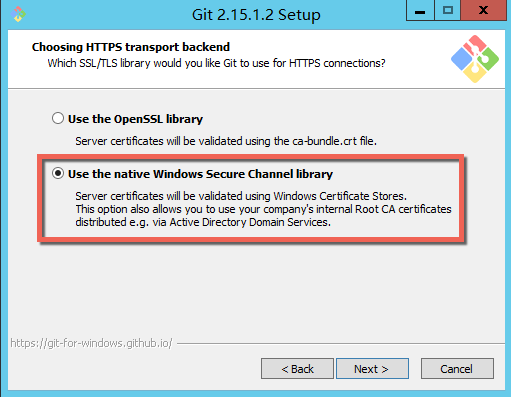 Git 2.15.1.2 Setup
Choosing HTTPS transport backend
Which SSL/TLS library would you like Git to use for HTTPS connections?
Use the OpenSSL library
Server certificates will be validated using the ca-bundle.crt file.
Use the native Windows Secure Channel library
Server certificates will be validated using Windows Certificate Stores.
This option also allows you to use your company's internal Root CA certificates
distributed e.g. via Active Directory Domain Services.
https://git-for-windows.github.io/
< Back Next > Cancel